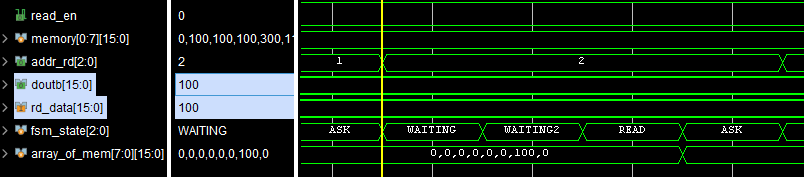 read_en 0
memory[0:7][15:0] 0,100,100,100,300,1
addr_rd[2:0] 2 1 2
doutb[15:0] 100
rd_data[15:0] 100
fsm_state[2:0] WAITING ASK WAITING WAITING2 READ ASK
array_of_mem[7:0][15:0] 0,0,0,0,0,0,100,0 0,0,0,0,0,0,100,0